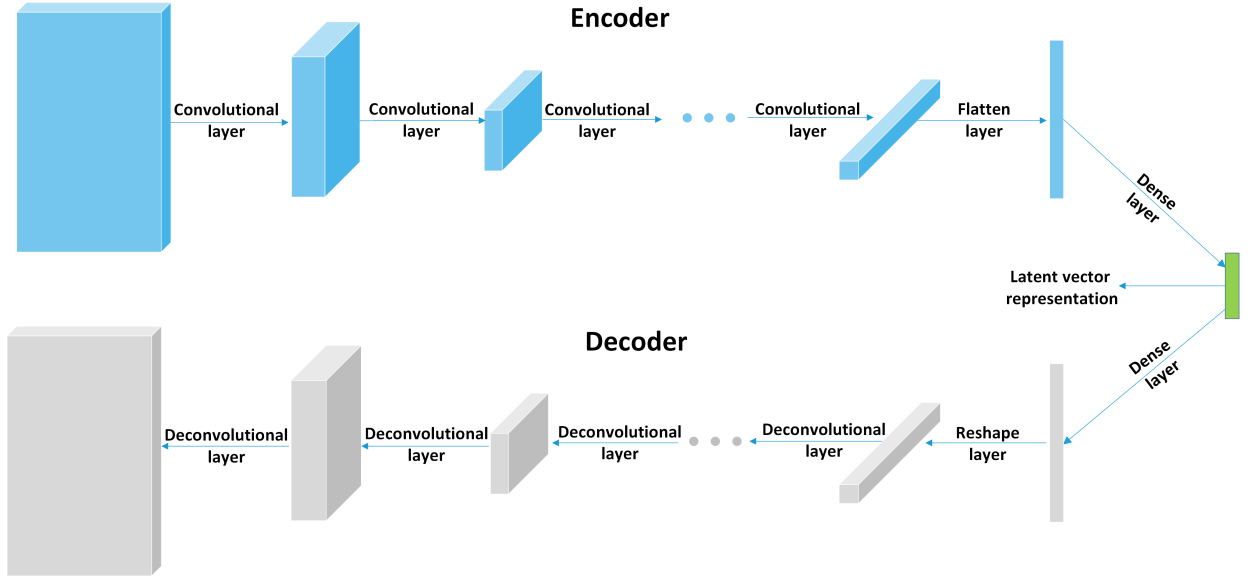 Encoder
Convolutional
layer
Convolutional
layer
Convolutional
layer
Convolutional
layer
Flatten
layer
Dense
layer
Latent vector
representation
Decoder
Dense
layer
Deconvolutional
layer
Deconvolutional
layer
Deconvolutional
layer
Deconvolutional
layer
Reshape
layer